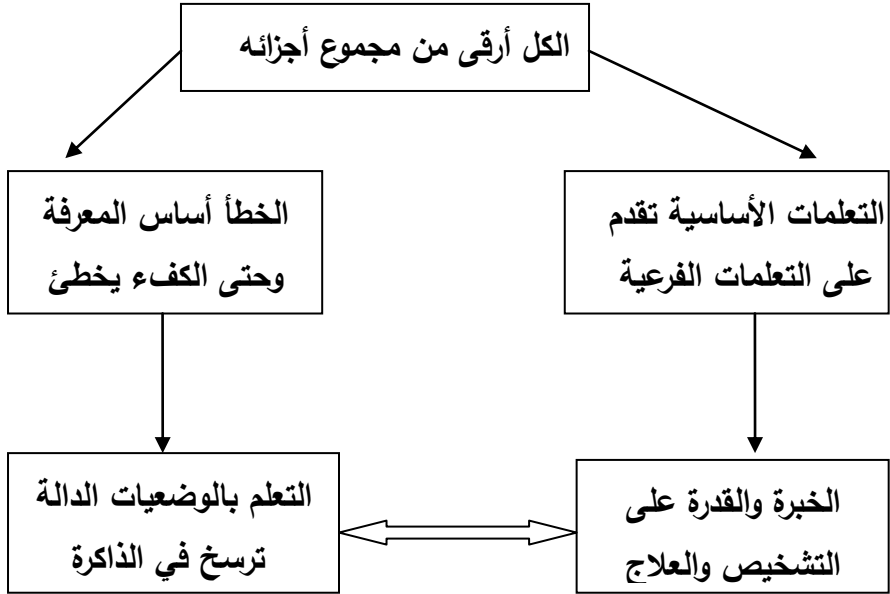 الكل أرقى من مجموع أجزائه
التعلمات الأساسية تقدم
على التعلمات الفرعية
الخطأ أساس المعرفة
وحتى الكفء يخطئ
الخبرة والقدرة على
التشخيص والعلاج
التعلم بالوضعيات الدالة
ترسخ في الذاكرة